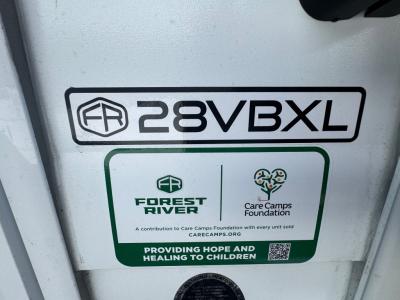 FR 28VBXL
FR
FOREST
RIVER
Care Camps
Foundation
A contribution to Care Camps Foundation with every unit sold
CARECAMPS.ORG
PROVIDING HOPE AND
HEALING TO CHILDREN